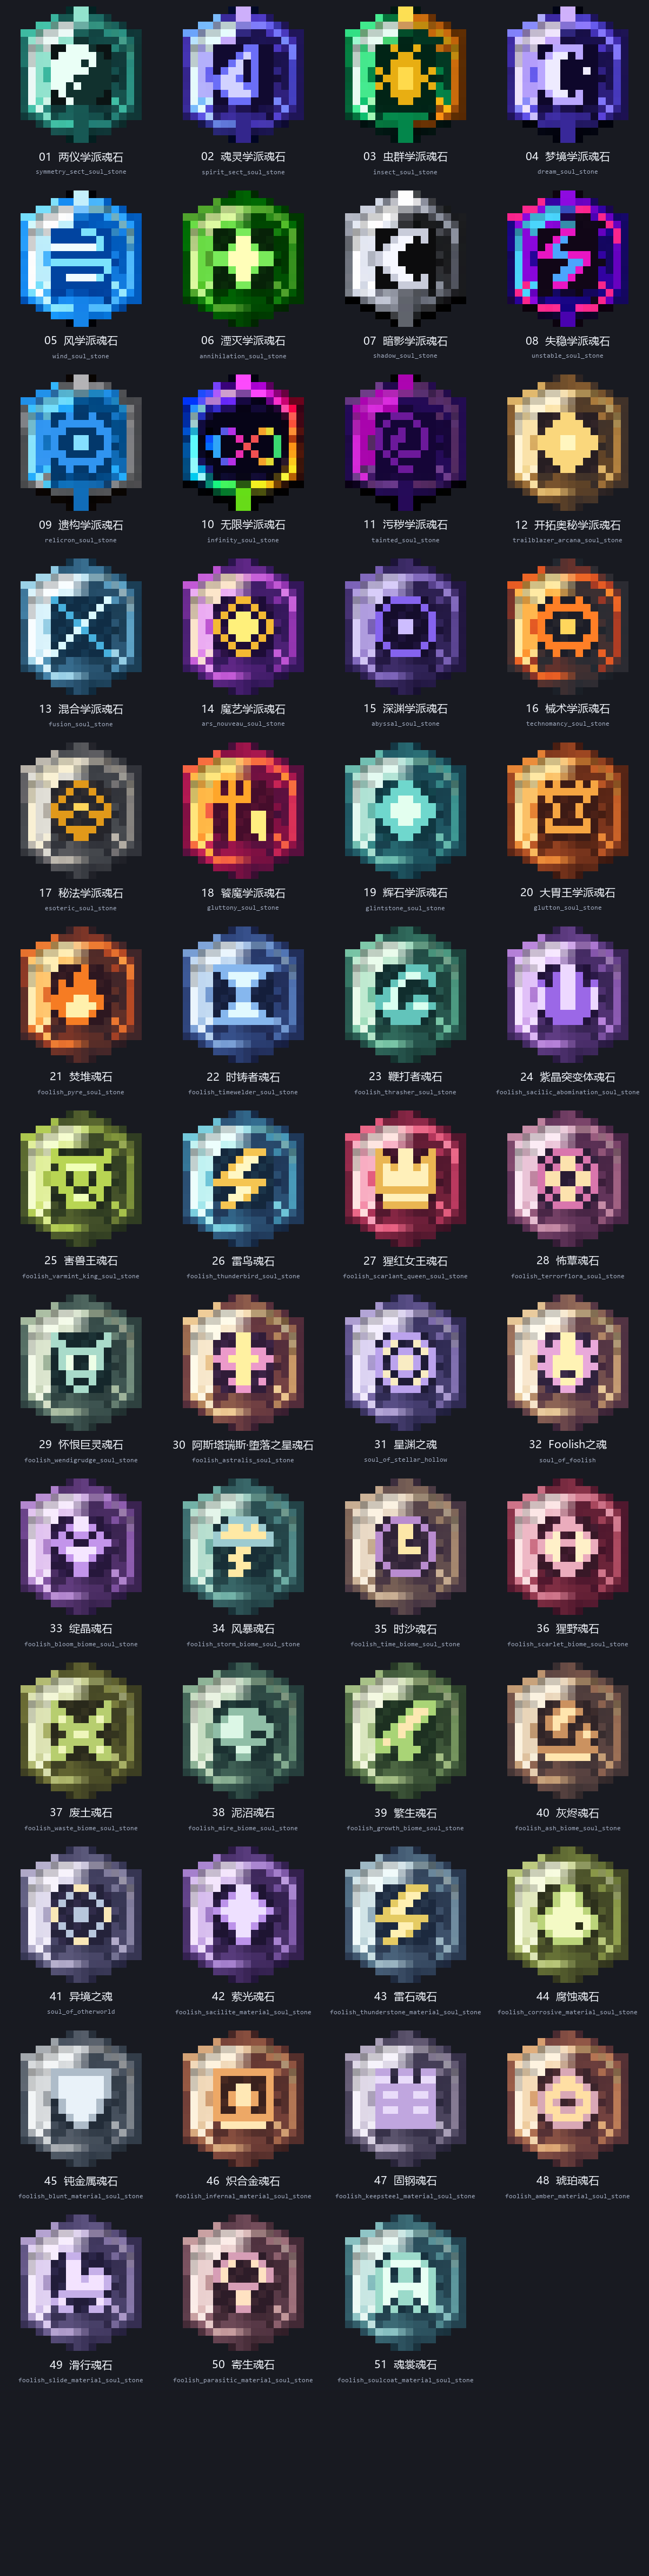 01 两仪学派魂石
symmetry_sect_soul_stone
02 魂灵学派魂石
spirit_sect_soul_stone
03 虫群学派魂石
insect_soul_stone
04 梦境学派魂石
dream_soul_stone
05 风学派魂石
wind_soul_stone
06 湮灭学派魂石
annihilation_soul_stone
07 暗影学派魂石
shadow_soul_stone
08 失稳学派魂石
unstable_soul_stone
09 遗构学派魂石
relicron_soul_stone
10 无限学派魂石
infinity_soul_stone
11 污秽学派魂石
tainted_soul_stone
12 开拓奥秘学派魂石
trailblazer_arcana_soul_stone
13 混合学派魂石
fusion_soul_stone
14 魔艺学派魂石
ars_nouveau_soul_stone
15 深渊学派魂石
abyssal_soul_stone
16 械术学派魂石
technomancy_soul_stone
17 秘法学派魂石
esoteric_soul_stone
18 饕魔学派魂石
gluttony_soul_stone
19 辉石学派魂石
glintstone_soul_stone
20 大胃王学派魂石
glutton_soul_stone
21 焚堆魂石
foolish_pyre_soul_stone
22 时铸者魂石
foolish_timewelder_soul_stone
23 鞭打者魂石
foolish_thrasher_soul_stone
24 紫晶突变体魂石
foolish_sacilic_abomination_soul_stone
25 害兽王魂石
foolish_varmint_king_soul_stone
26 雷鸟魂石
foolish_thunderbird_soul_stone
27 猩红女王魂石
foolish_scarlant_queen_soul_stone
28 怖蕈魂石
foolish_terrorflora_soul_stone
29 怀恨巨灵魂石
foolish_wendigrudge_soul_stone
30 阿斯塔瑞斯·堕落之星魂石
foolish_astralis_soul_stone
31 星渊之魂
soul_of_stellar_hollow
32 Foolish之魂
soul_of_foolish
33 绽晶魂石
foolish_bloom_biome_soul_stone
34 风暴魂石
foolish_storm_biome_soul_stone
35 时沙魂石
foolish_time_biome_soul_stone
36 猩野魂石
foolish_scarlet_biome_soul_stone
37 废土魂石
foolish_waste_biome_soul_stone
38 泥沼魂石
foolish_mire_biome_soul_stone
39 繁生魂石
foolish_growth_biome_soul_stone
40 灰烬魂石
foolish_ash_biome_soul_stone
41 异境之魂
soul_of_otherworld
42 萦光魂石
foolish_sacilite_material_soul_stone
43 雷石魂石
foolish_thunderstone_material_soul_stone
44 腐蚀魂石
foolish_corrosive_material_soul_stone
45 钝金属魂石
foolish_blunt_material_soul_stone
46 炽合金魂石
foolish_infernal_material_soul_stone
47 固钢魂石
foolish_keepsteel_material_soul_stone
48 琥珀魂石
foolish_amber_material_soul_stone
49 滑行魂石
foolish_slide_material_soul_stone
50 寄生魂石
foolish_parasitic_material_soul_stone
51 魂裳魂石
foolish_soulcoat_material_soul_stone